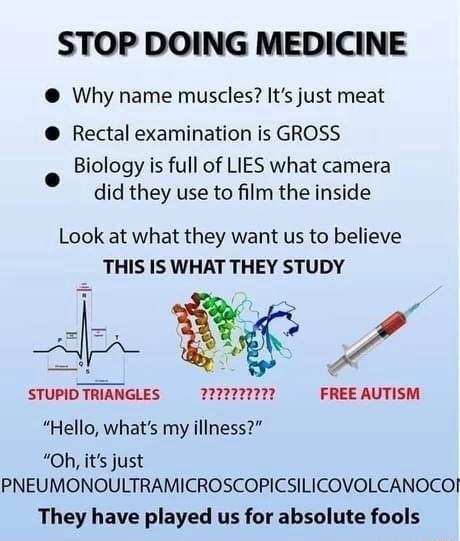 STOP DOING MEDICINE
● Why name muscles? It's just meat
● Rectal examination is GROSS
● Biology is full of LIES what camera
did they use to film the inside
Look at what they want us to believe
THIS IS WHAT THEY STUDY
R
P
T
Q
S
STUPID TRIANGLES
??????????
FREE AUTISM
"Hello, what's my illness?"
"Oh, it's just
PNEUMONOULTRAMICROSCOPICSILICOVOLCANOCO
They have played us for absolute fools